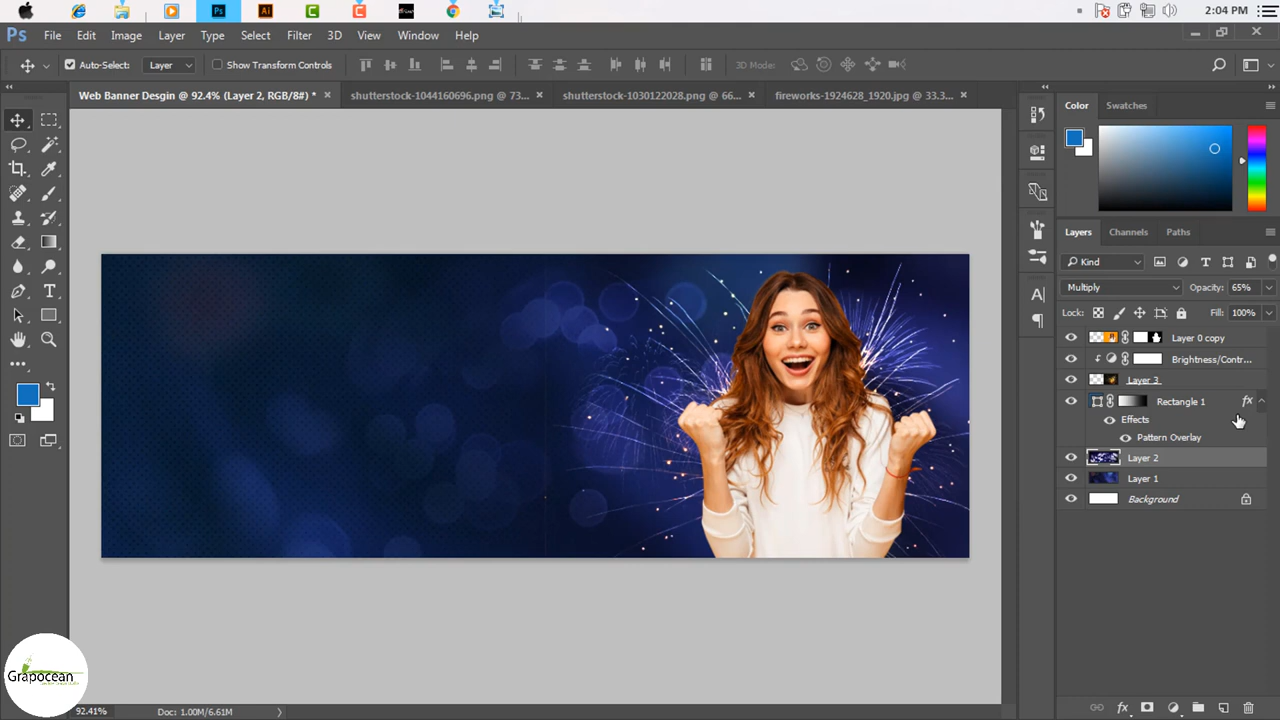 2:04 PM
Ps File Edit Image Layer Type Select Filter 3D View Window Help
Auto-Select: Layer Show Transform Controls 3D Mode:
Web Banner Desgin @ 92.4% (Layer 2, RGB/8#) * shutterstock-1044160696.png @ 73... shutterstock-1030122028.png @ 66... fireworks-1924628_1920.jpg @ 33.3...
Color Swatches
Layers Channels Paths
Kind
Multiply Opacity: 65%
Lock: Fill: 100%
Layer 0 copy
Brightness/Contr...
Layer 3
Rectangle 1 fx
Effects
Pattern Overlay
Layer 2
Layer 1
Background
Grapocean
92.41% Doc: 1.00M/6.61M